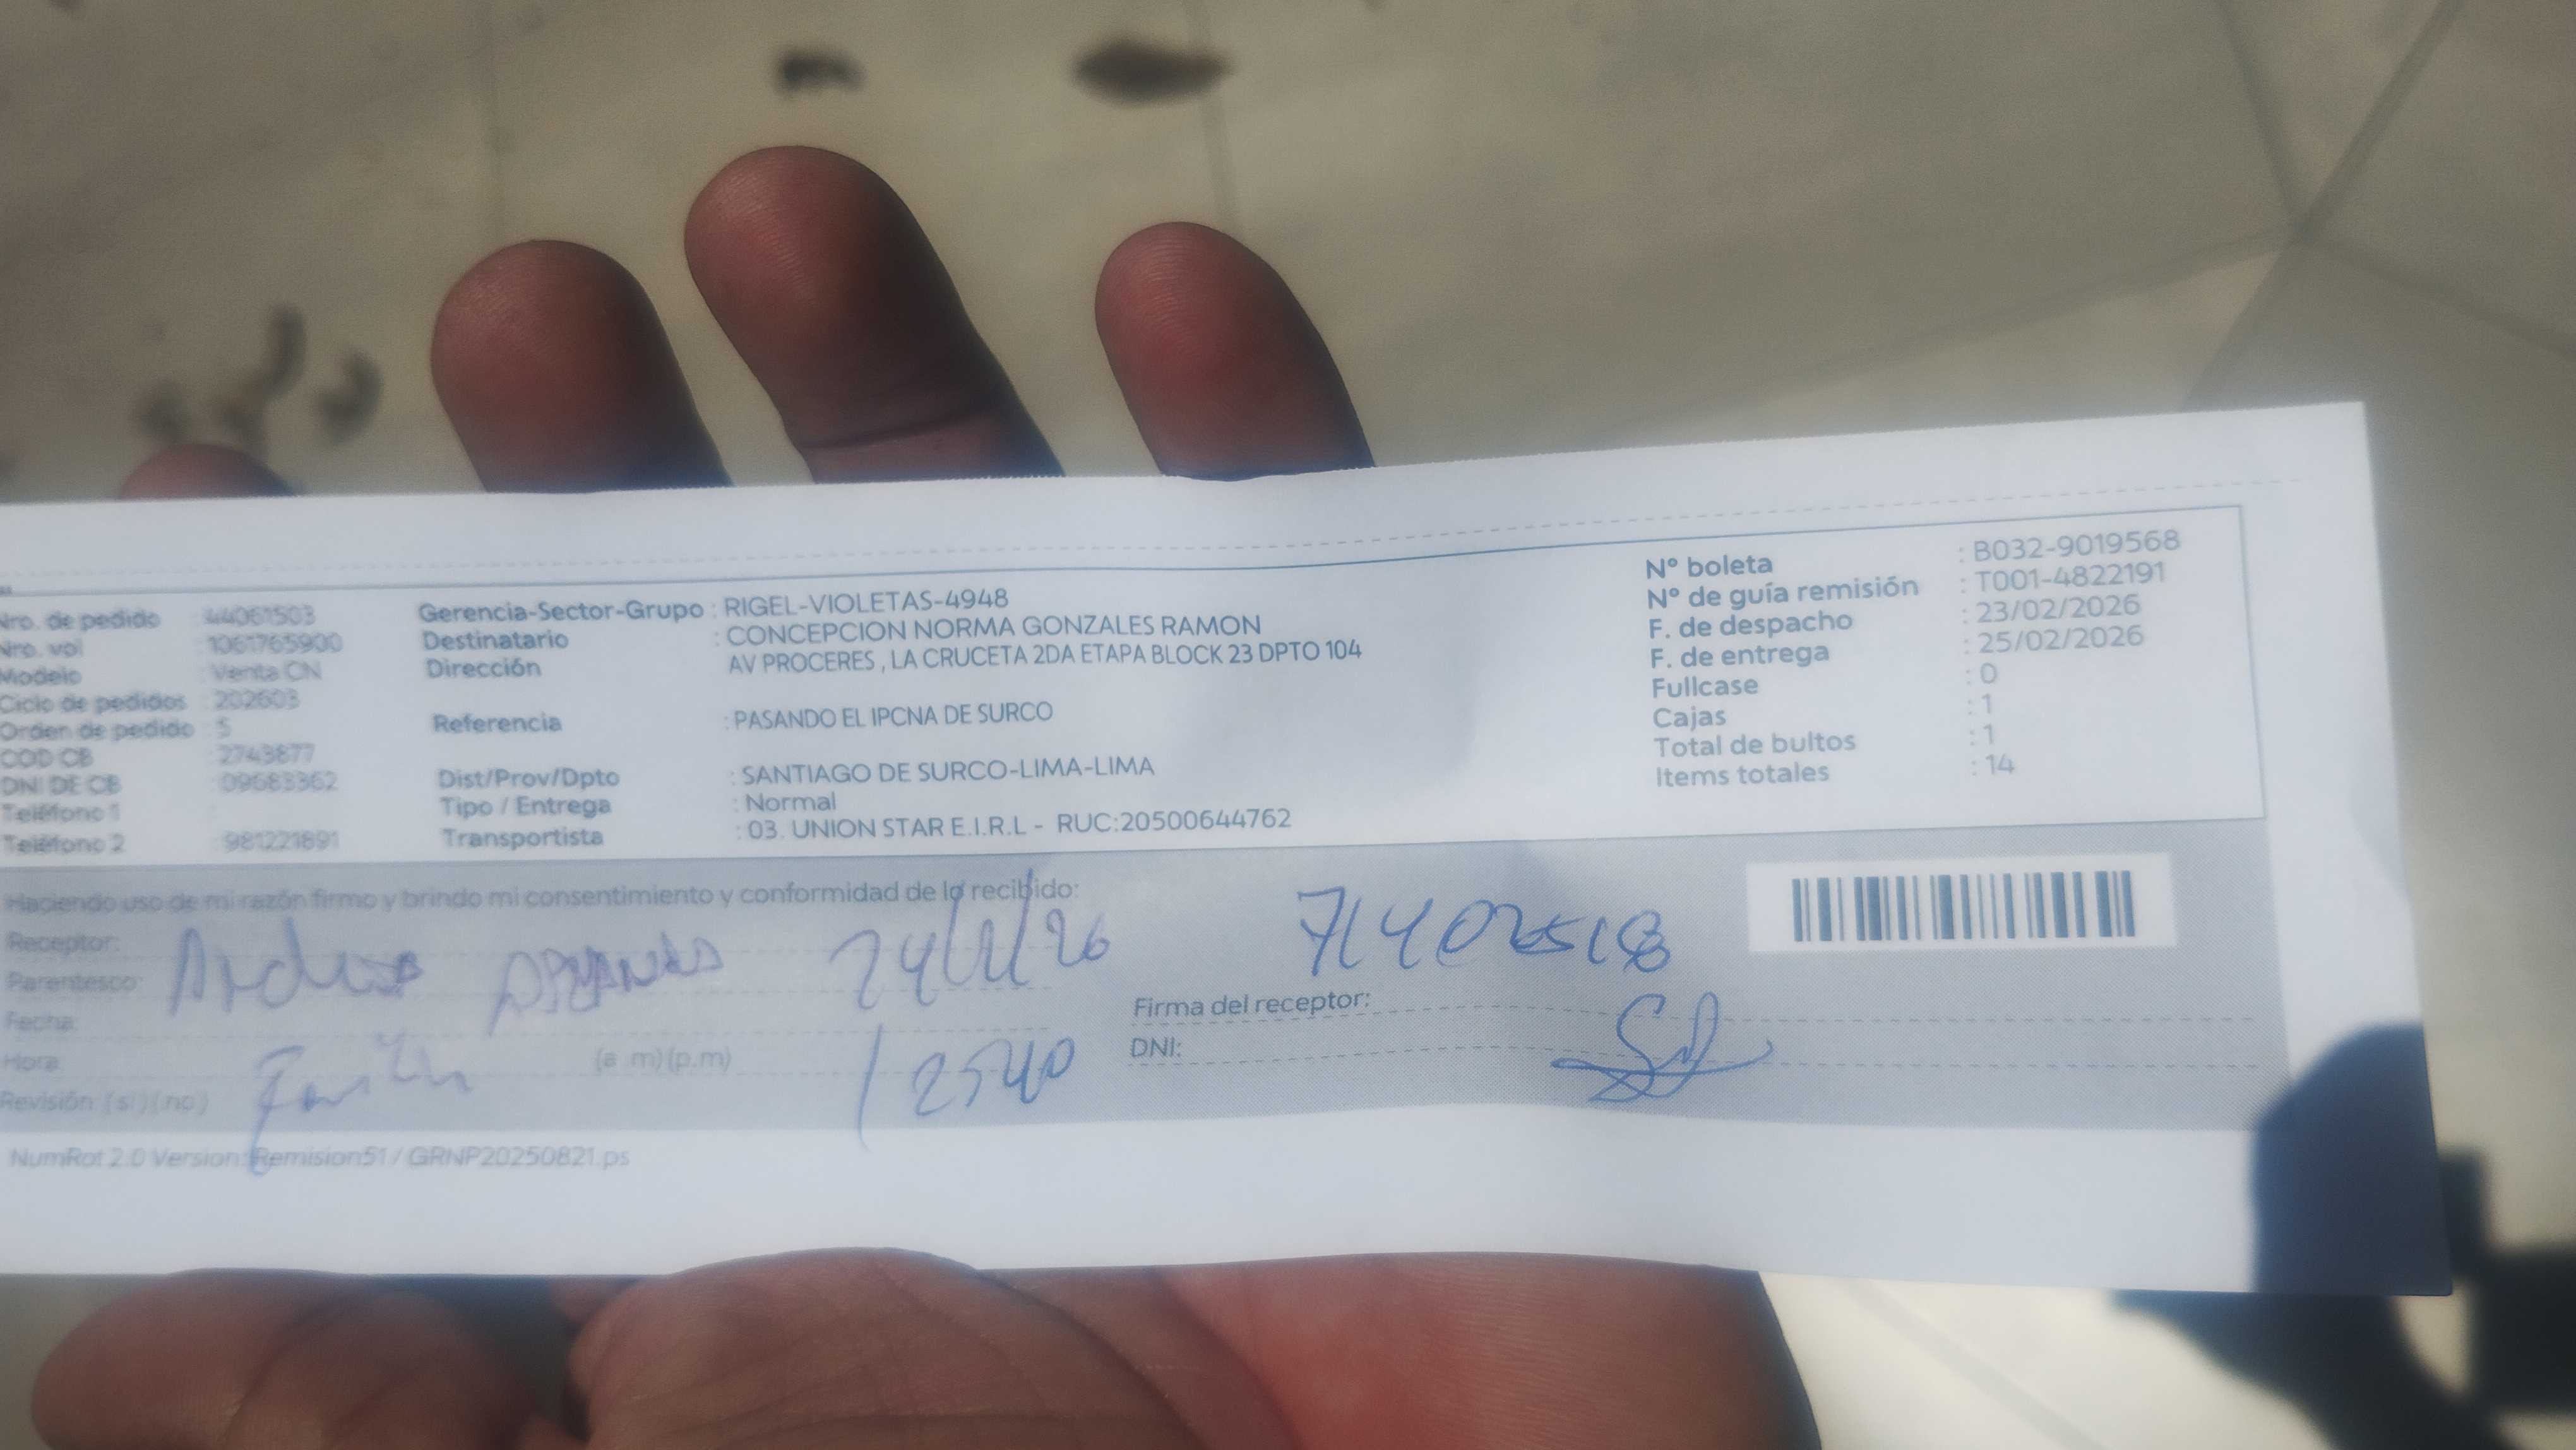 Nro. de pedido : 44061503
Nro. vol : 1061765900
Modelo : Venta CN
Ciclo de pedidos : 202603
Orden de pedido : 5
COD CB : 2743877
DNI DE CB : 09683362
Teléfono 1 :
Teléfono 2 : 981221891
Gerencia-Sector-Grupo : RIGEL-VIOLETAS-4948
Destinatario : CONCEPCION NORMA GONZALES RAMON
Dirección AV PROCERES , LA CRUCETA 2DA ETAPA BLOCK 23 DPTO 104
Referencia : PASANDO EL IPCNA DE SURCO
Dist/Prov/Dpto : SANTIAGO DE SURCO-LIMA-LIMA
Tipo / Entrega : Normal
Transportista : 03. UNION STAR E.I.R.L - RUC:20500644762
Nº boleta : B032-9019568
Nº de guía remisión : T001-4822191
F. de despacho : 23/02/2026
F. de entrega : 25/02/2026
Fullcase : 0
Cajas : 1
Total de bultos : 1
Items totales : 14
Haciendo uso de mi razón firmo y brindo mi consentimiento y conformidad de lo recibido:
Receptor:
Parentesco:
Fecha:
Hora (a .m) (p.m)
Revisión: ( si ) ( no )
Firma del receptor:
DNI:
NumRot 2.0 Version: Remision51 / GRNP20250821.ps